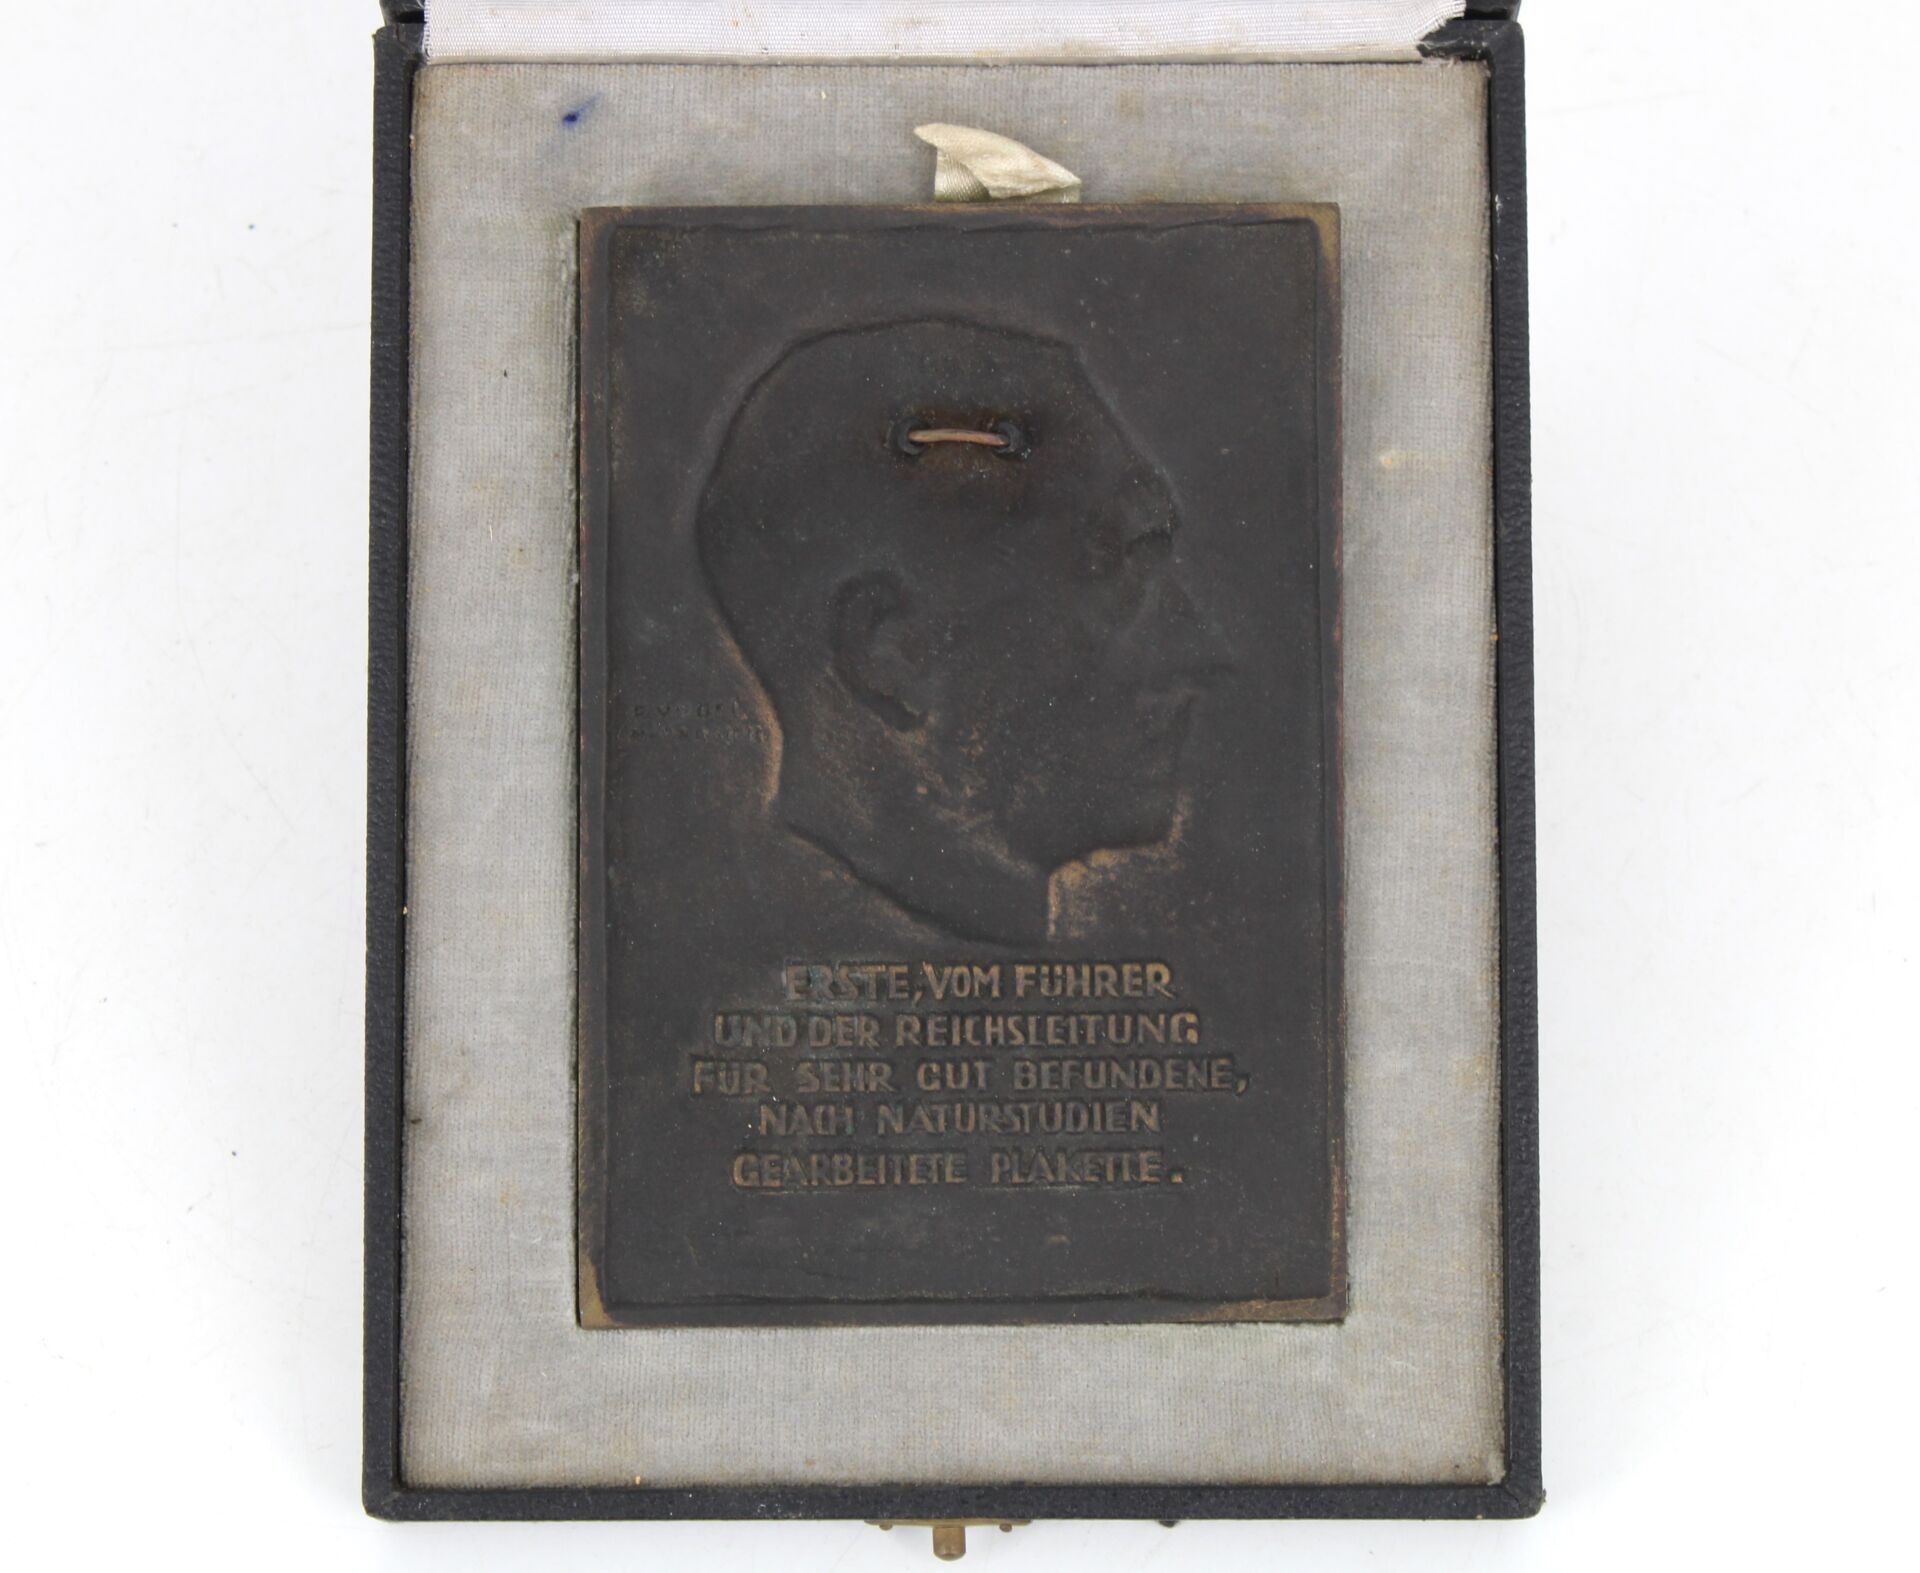 ERSTE, VOM FÜHRER
UND DER REICHSLEITUNG
FÜR SEHR GUT BEFUNDENE,
NACH NATURSTUDIEN
GEARBEITETE PLAKETTE.